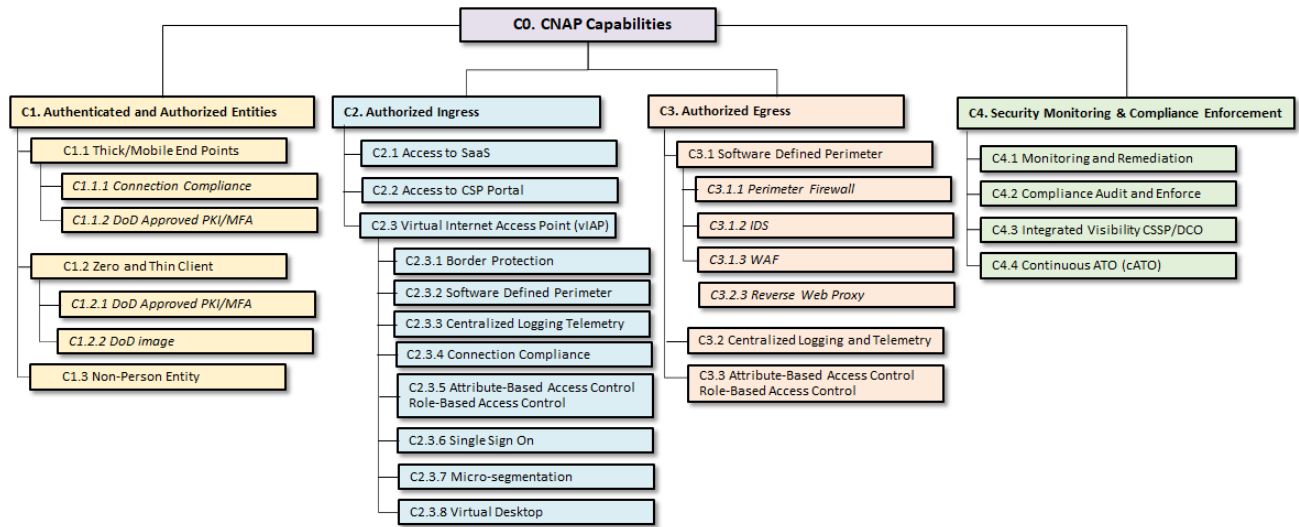 C0. CNAP Capabilities
C1. Authenticated and Authorized Entities
C1.1 Thick/Mobile End Points
C1.1.1 Connection Compliance
C1.1.2 DoD Approved PKI/MFA
C1.2 Zero and Thin Client
C1.2.1 DoD Approved PKI/MFA
C1.2.2 DoD image
C1.3 Non-Person Entity
C2. Authorized Ingress
C2.1 Access to SaaS
C2.2 Access to CSP Portal
C2.3 Virtual Internet Access Point (vIAP)
C2.3.1 Border Protection
C2.3.2 Software Defined Perimeter
C2.3.3 Centralized Logging Telemetry
C2.3.4 Connection Compliance
C2.3.5 Attribute-Based Access Control
Role-Based Access Control
C2.3.6 Single Sign On
C2.3.7 Micro-segmentation
C2.3.8 Virtual Desktop
C3. Authorized Egress
C3.1 Software Defined Perimeter
C3.1.1 Perimeter Firewall
C3.1.2 IDS
C3.1.3 WAF
C3.2.3 Reverse Web Proxy
C3.2 Centralized Logging and Telemetry
C3.3 Attribute-Based Access Control
Role-Based Access Control
C4. Security Monitoring & Compliance Enforcement
C4.1 Monitoring and Remediation
C4.2 Compliance Audit and Enforce
C4.3 Integrated Visibility CSSP/DCO
C4.4 Continuous ATO (cATO)